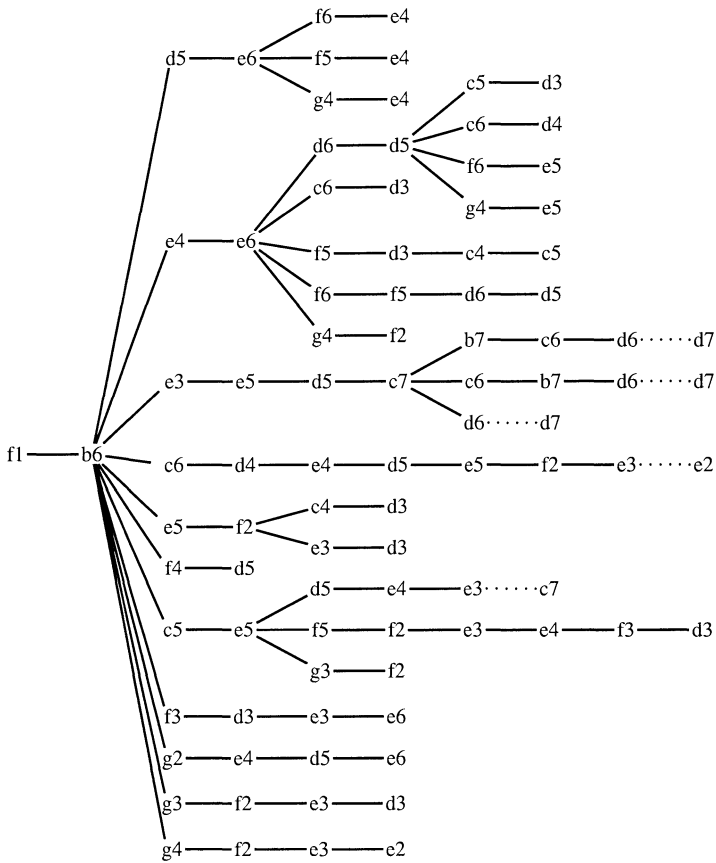 f6 e4
d5 e6 f5 e4
g4 e4
c5 d3
c6 d4
d6 d5
f6 e5
c6 d3
g4 e5
e4 e6
f5 d3 c4 c5
f6 f5 d6 d5
g4 f2
b7 c6 d6 ...... d7
e3 e5 d5 c7 c6 b7 d6 ...... d7
d6 ...... d7
f1 b6
c6 d4 e4 d5 e5 f2 e3 ...... e2
c4 d3
e5 f2
e3 d3
f4 d5
d5 e4 e3 ...... c7
c5 e5 f5 f2 e3 e4 f3 d3
g3 f2
f3 d3 e3 e6
g2 e4 d5 e6
g3 f2 e3 d3
g4 f2 e3 e2